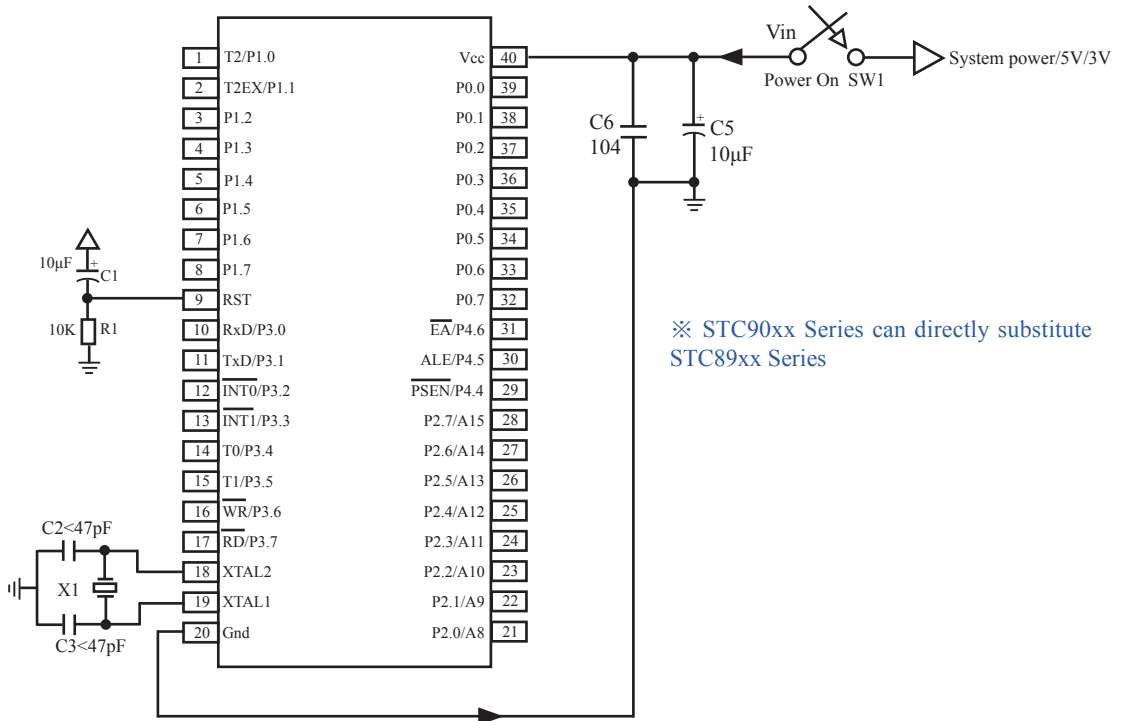 Vin
System power/5V/3V
Power On SW1
C6
104
+
C5
10µF
1 T2/P1.0
2 T2EX/P1.1
3 P1.2
4 P1.3
5 P1.4
6 P1.5
7 P1.6
8 P1.7
9 RST
10 RxD/P3.0
11 TxD/P3.1
12 INT0/P3.2
13 INT1/P3.3
14 T0/P3.4
15 T1/P3.5
16 WR/P3.6
17 RD/P3.7
18 XTAL2
19 XTAL1
20 Gnd
Vcc 40
P0.0 39
P0.1 38
P0.2 37
P0.3 36
P0.4 35
P0.5 34
P0.6 33
P0.7 32
EA/P4.6 31
ALE/P4.5 30
PSEN/P4.4 29
P2.7/A15 28
P2.6/A14 27
P2.5/A13 26
P2.4/A12 25
P2.3/A11 24
P2.2/A10 23
P2.1/A9 22
P2.0/A8 21
10µF
+
C1
10K
R1
C2<47pF
X1
C3<47pF
※ STC90xx Series can directly substitute
STC89xx Series